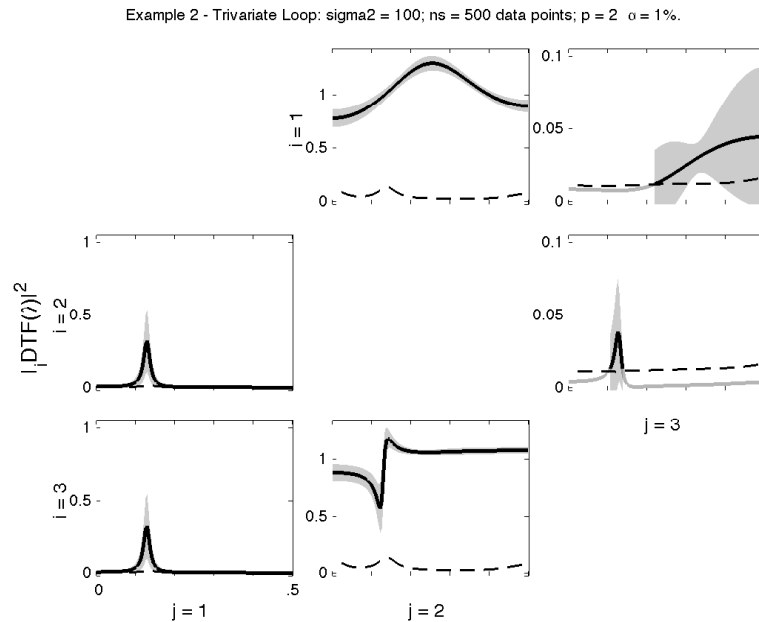 Example 2 - Trivariate Loop: sigma2 = 100; ns = 500 data points; p = 2 α = 1%.
i = 1
1
0.5
0
0.1
0.05
0
|ᵢDTF(λ)|²
i = 2
1
0.5
0
0.1
0.05
0
j = 3
i = 3
1
0.5
0
0 .5
1
0.5
0
j = 1
j = 2